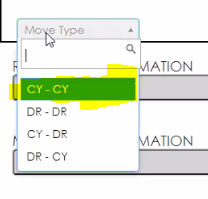 Move Type
R MATION
CY - CY
DR - DR
CY - DR
DR - CY
M MATION